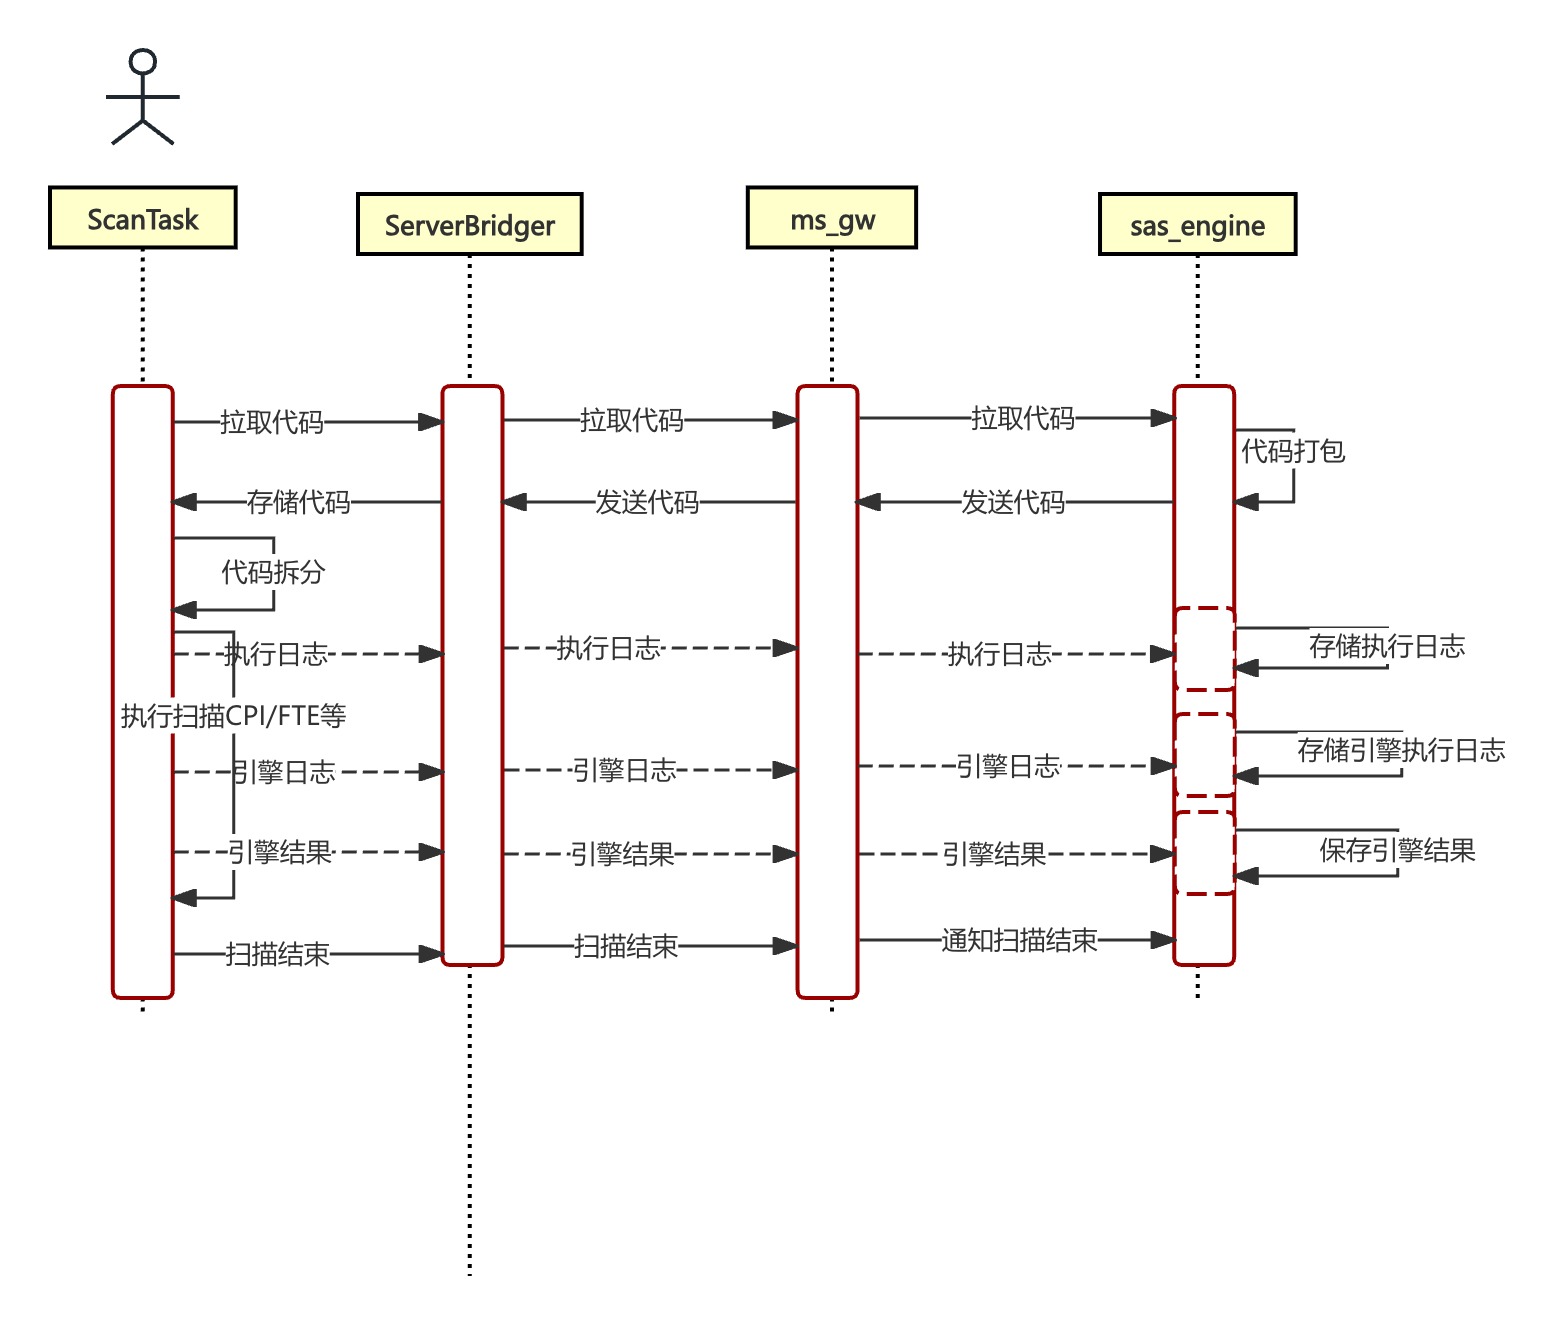 ScanTask
ServerBridger
ms_gw
sas_engine
拉取代码
拉取代码
拉取代码
代码打包
存储代码
发送代码
发送代码
代码拆分
执行日志
执行日志
执行日志
存储执行日志
执行扫描CPI/FTE等
引擎日志
引擎日志
引擎日志
存储引擎执行日志
引擎结果
引擎结果
引擎结果
保存引擎结果
扫描结束
扫描结束
通知扫描结束